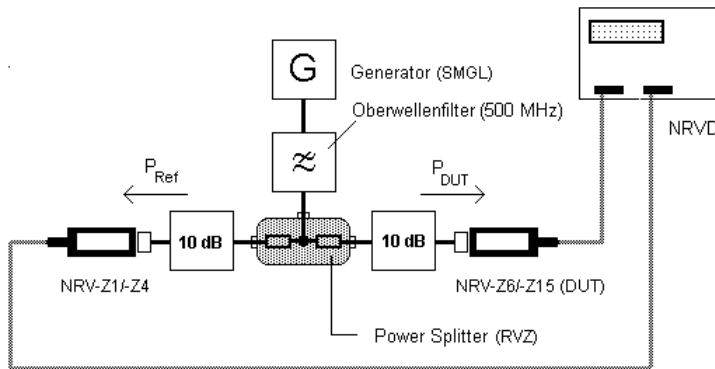 G
Generator (SMGL)
Oberwellenfilter (500 MHz)
≈
NRVD
P Ref
P DUT
10 dB
10 dB
NRV-Z1/-Z4
NRV-Z6/-Z15 (DUT)
Power Splitter (RVZ)